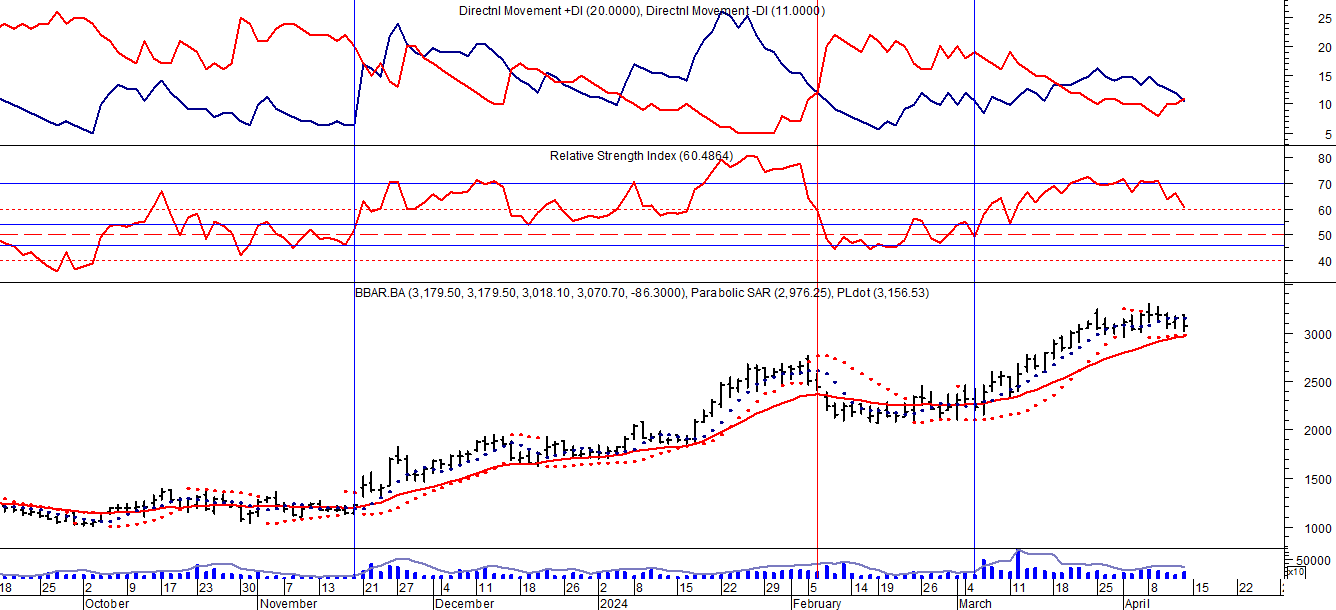 Directnl Movement +DI (20.0000), Directnl Movement -DI (11.0000)
25
20
15
10
5
Relative Strength Index (60.4864)
80
70
60
50
40
BBAR.BA (3,179.50, 3,179.50, 3,018.10, 3,070.70, -86.3000), Parabolic SAR (2,976.25), PLdot (3,156.53)
3000
2500
2000
1500
1000
50000
x10
18 25 2 9 17 23 30 7 13 21 27 4 11 18 26 2 8 15 22 29 5 14 19 26 4 11 18 25 1 8 15 22
October November December 2024 February March April